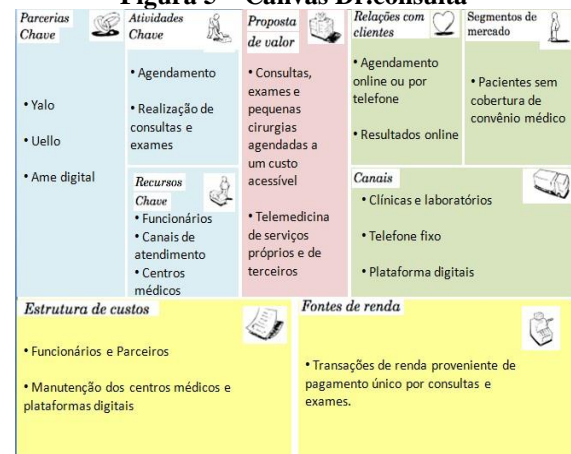 Figura 5 – Canvas Dr.consulta
Parcerias
Chave
• Yalo
• Uello
• Ame digital
Atividades
Chave
• Agendamento
• Realização de
consultas e
exames
Recursos
Chave
• Funcionários
• Canais de
atendimento
• Centros
médicos
Proposta
de valor
• Consultas,
exames e
pequenas
cirurgias
agendadas a
um custo
acessível
• Telemedicina
de serviços
próprios e de
terceiros
Relações com
clientes
• Agendamento
online ou por
telefone
• Resultados online
Segmentos de
mercado
• Pacientes sem
cobertura de
convênio médico
Canais
• Clínicas e laboratórios
• Telefone fixo
• Plataforma digitais
Estrutura de custos
• Funcionários e Parceiros
• Manutenção dos centros médicos e
plataformas digitais
Fontes de renda
• Transações de renda proveniente de
pagamento único por consultas e
exames.